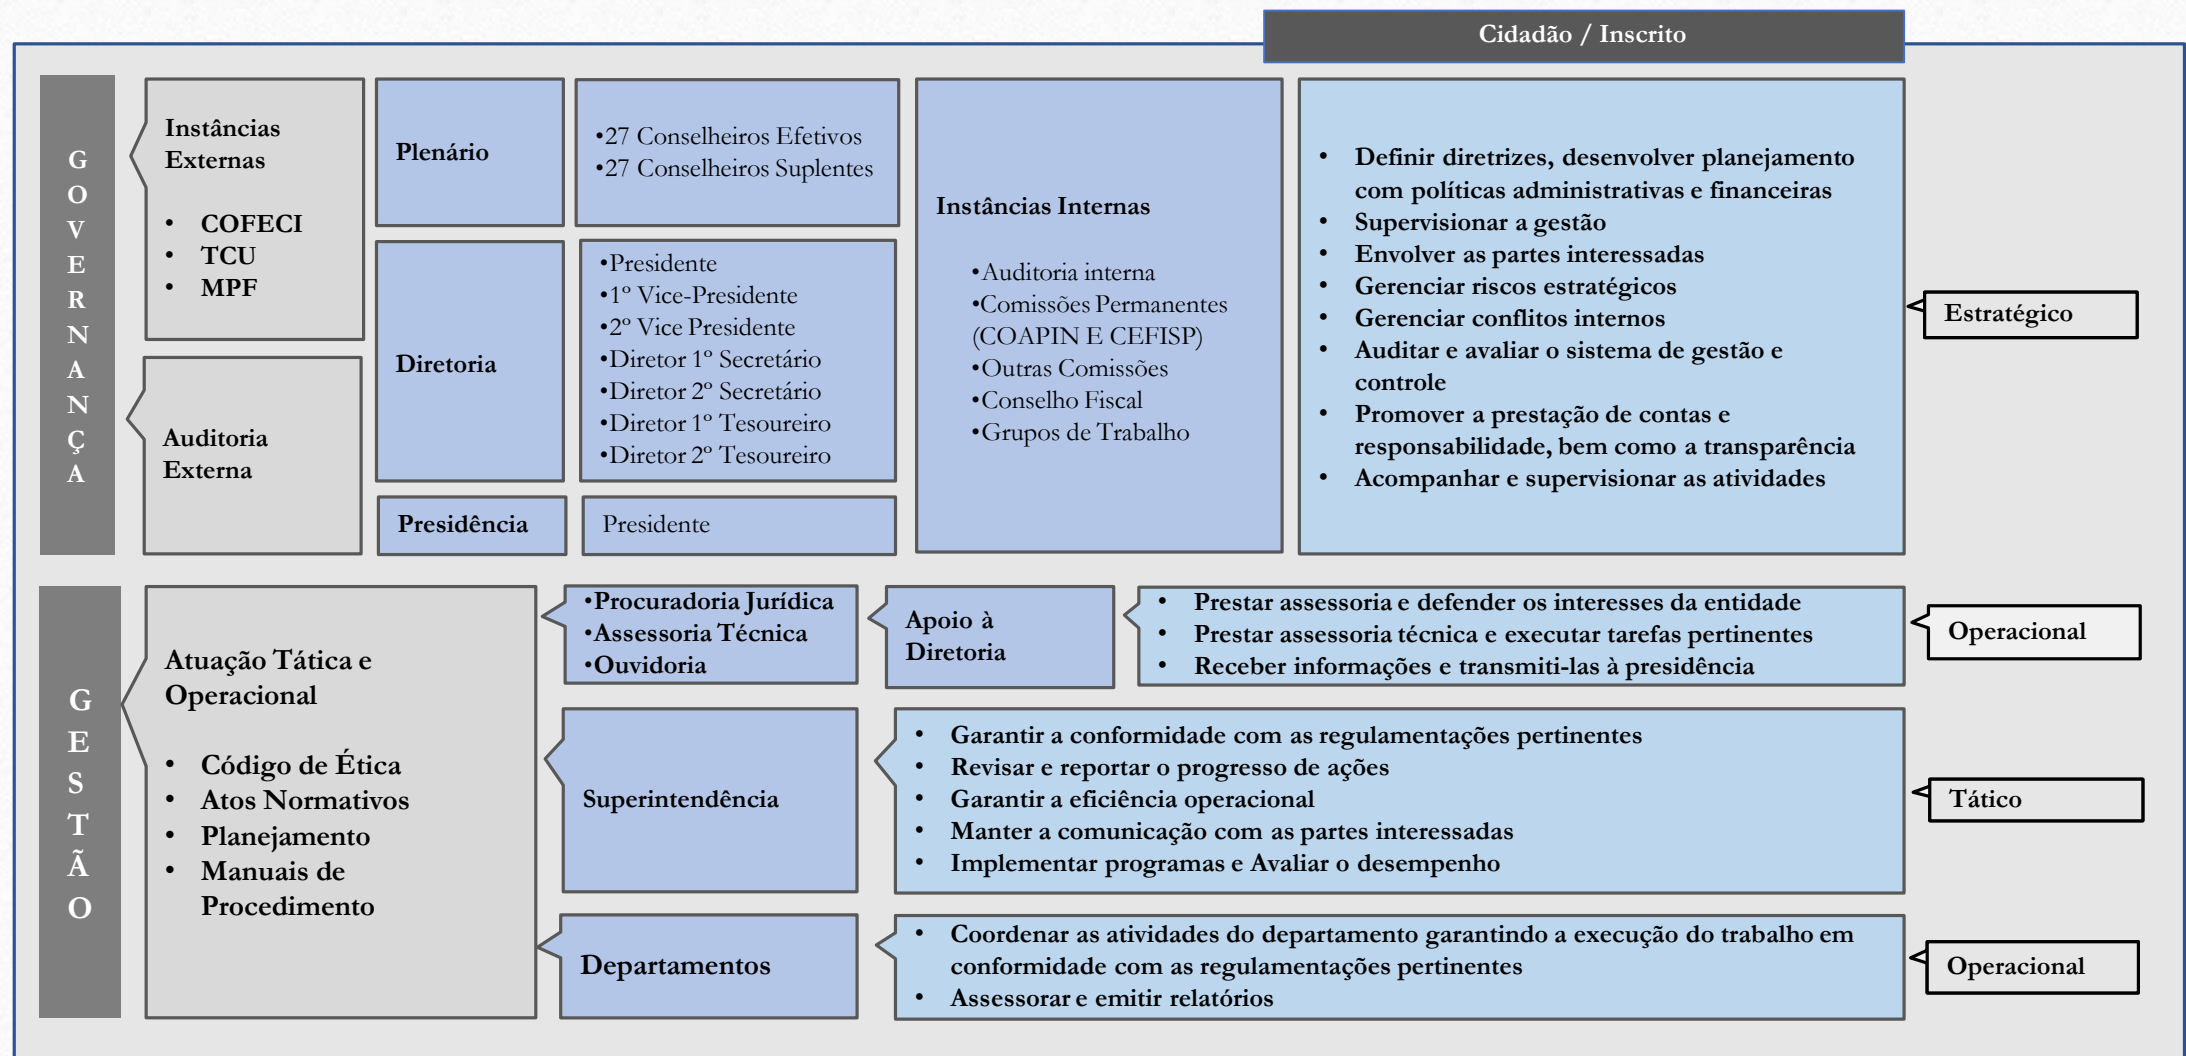 Cidadão / Inscrito
GOVERNANÇA
Instâncias
Externas
• COFECI
• TCU
• MPF
Auditoria
Externa
Plenário
•27 Conselheiros Efetivos
•27 Conselheiros Suplentes
Diretoria
•Presidente
•1º Vice-Presidente
•2º Vice Presidente
•Diretor 1º Secretário
•Diretor 2º Secretário
•Diretor 1º Tesoureiro
•Diretor 2º Tesoureiro
Presidência
Presidente
Instâncias Internas
•Auditoria interna
•Comissões Permanentes
(COAPIN E CEFISP)
•Outras Comissões
•Conselho Fiscal
•Grupos de Trabalho
• Definir diretrizes, desenvolver planejamento
com políticas administrativas e financeiras
• Supervisionar a gestão
• Envolver as partes interessadas
• Gerenciar riscos estratégicos
• Gerenciar conflitos internos
• Auditar e avaliar o sistema de gestão e
controle
• Promover a prestação de contas e
responsabilidade, bem como a transparência
• Acompanhar e supervisionar as atividades
Estratégico
GESTÃO
Atuação Tática e
Operacional
• Código de Ética
• Atos Normativos
• Planejamento
• Manuais de
Procedimento
•Procuradoria Jurídica
•Assessoria Técnica
•Ouvidoria
Apoio à
Diretoria
• Prestar assessoria e defender os interesses da entidade
• Prestar assessoria técnica e executar tarefas pertinentes
• Receber informações e transmiti-las à presidência
Operacional
Superintendência
• Garantir a conformidade com as regulamentações pertinentes
• Revisar e reportar o progresso de ações
• Garantir a eficiência operacional
• Manter a comunicação com as partes interessadas
• Implementar programas e Avaliar o desempenho
Tático
Departamentos
• Coordenar as atividades do departamento garantindo a execução do trabalho em
conformidade com as regulamentações pertinentes
• Assessorar e emitir relatórios
Operacional